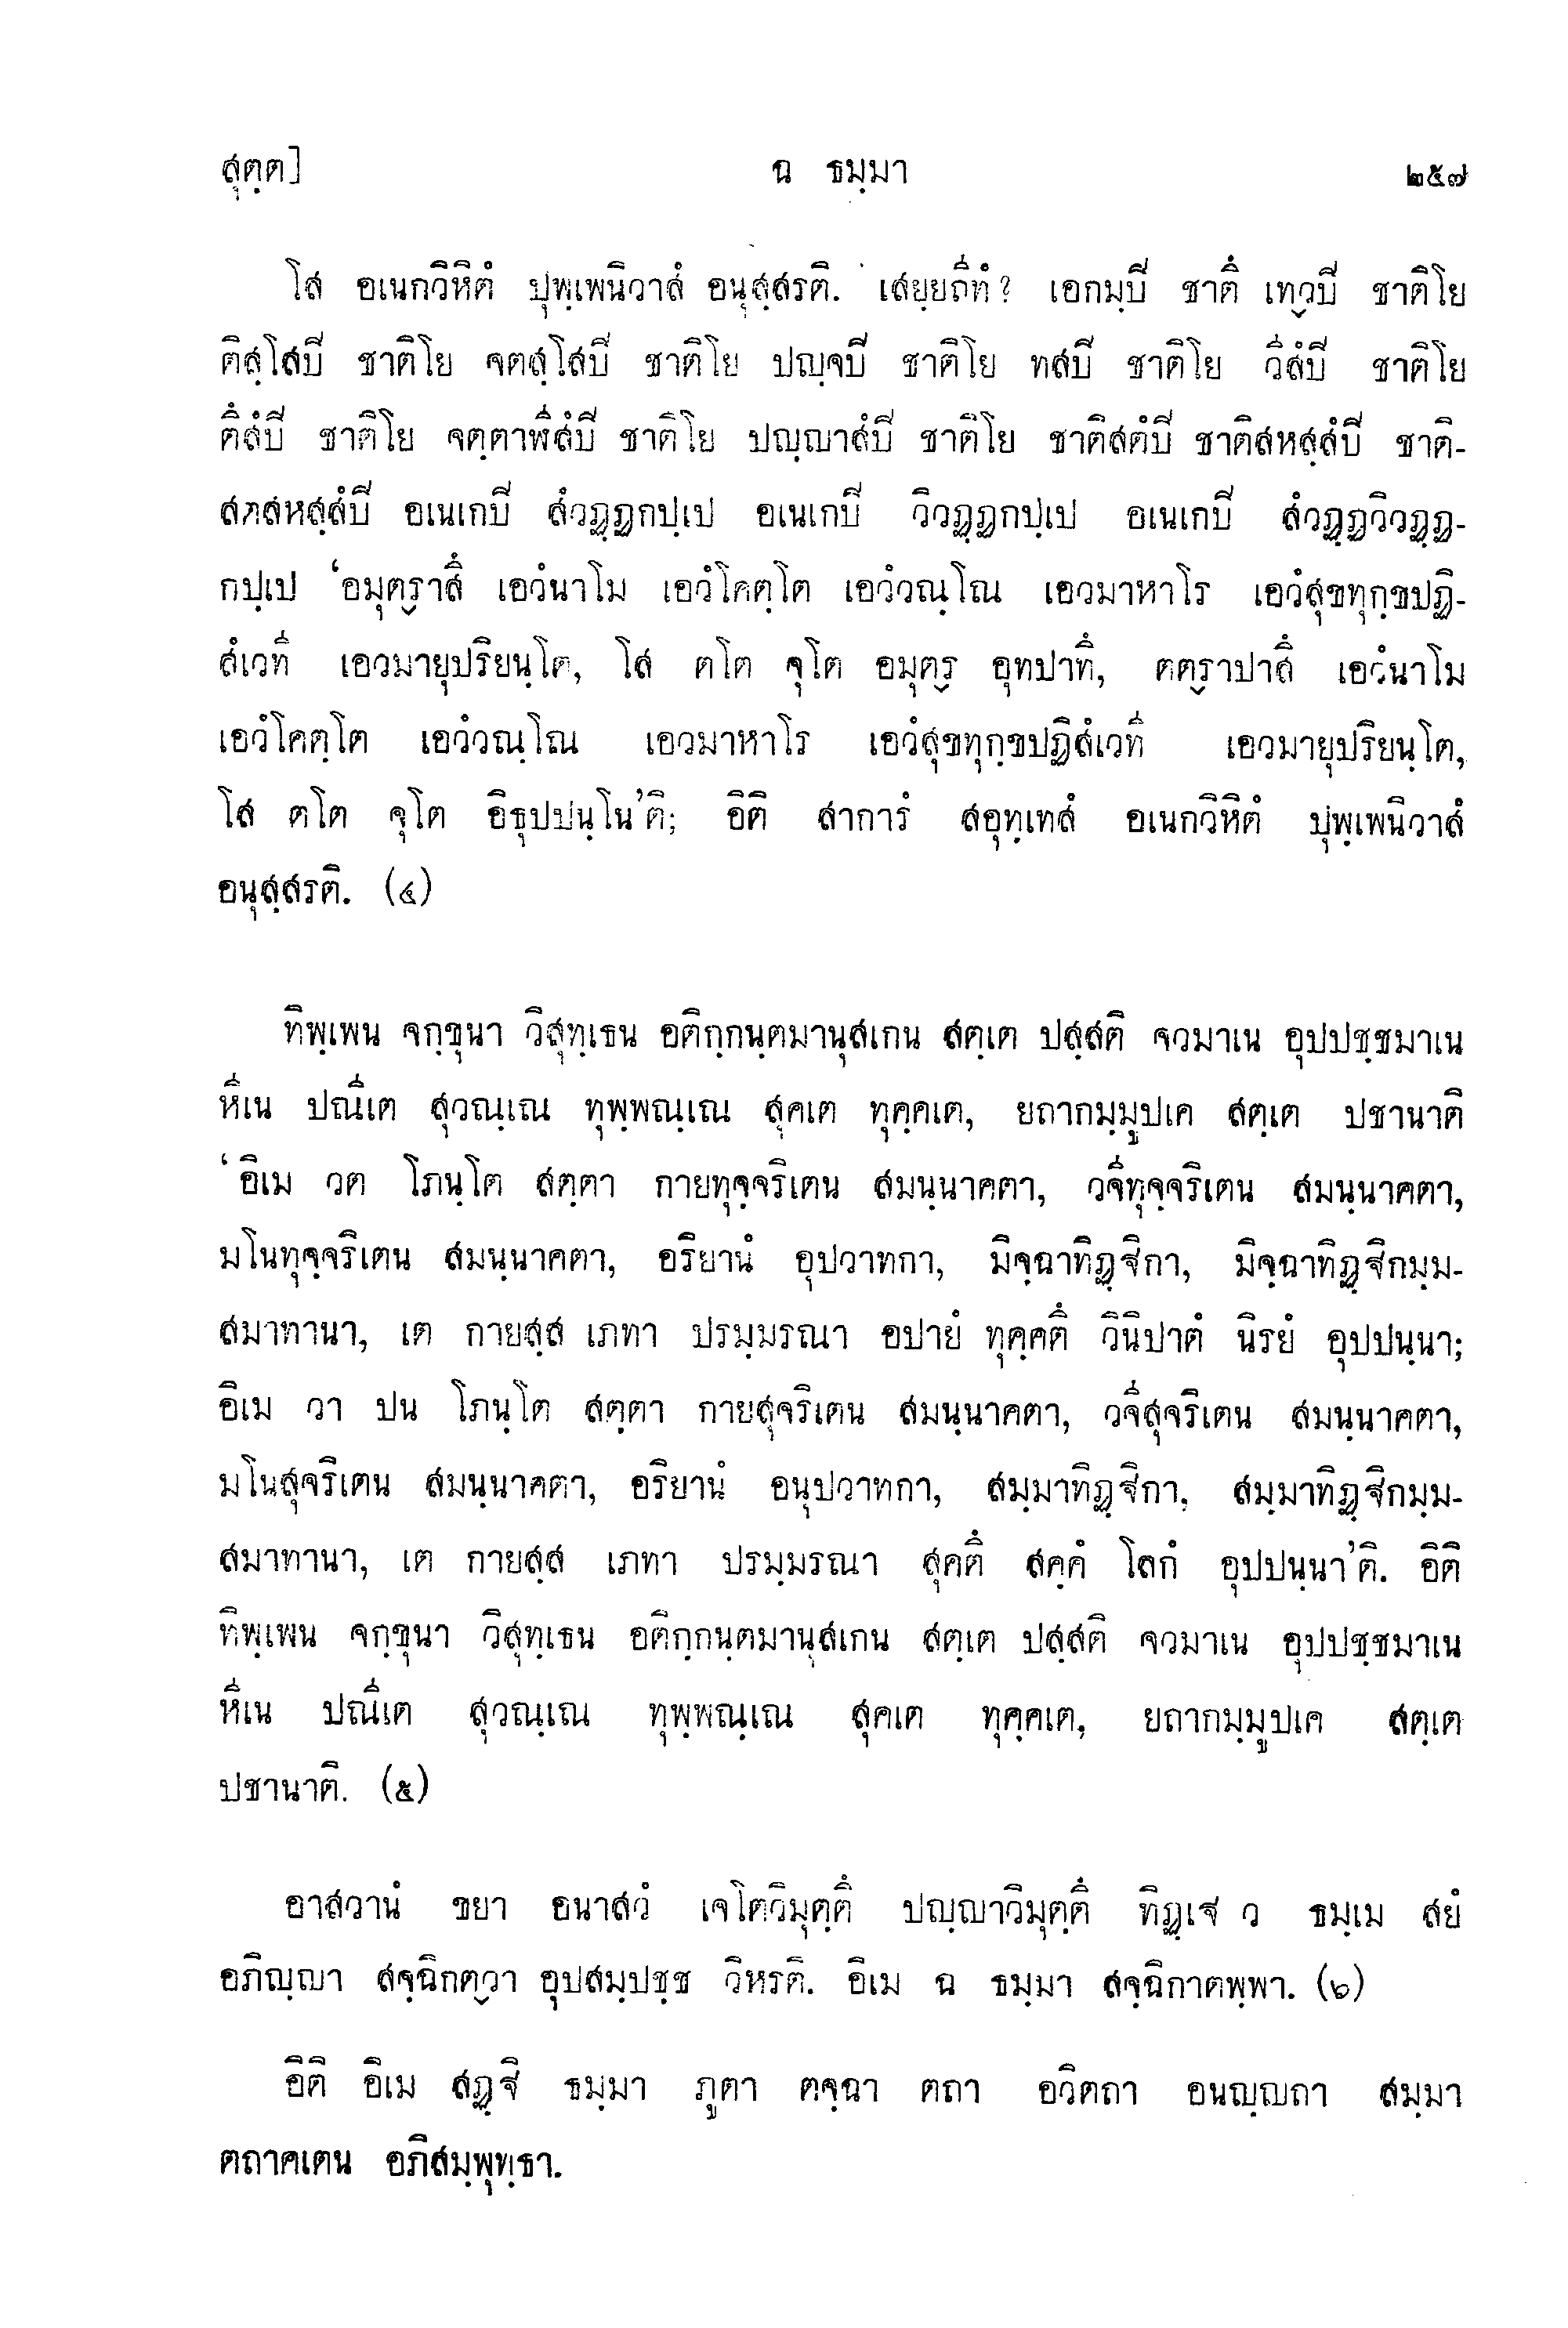 สุตฺต]	ฉ ธมฺมา	๒๕๗
โส อเนกวิหิตํ ปุพฺเพนิวาสํ อนุสฺสรติ. เสยฺยถีทํ? เอกมฺปิ ชาตึ เทฺวปิ ชาติโย
ติสฺโสปิ ชาติโย จตสฺโสปิ ชาติโย ปญฺจปิ ชาติโย ทสปิ ชาติโย วีสํปิ ชาติโย
ตึสํปิ ชาติโย จตฺตาฬีสํปิ ชาติโย ปญฺญาสํปิ ชาติโย ชาติสตํปิ ชาติสหสฺสํปิ ชาติ-
สตสหสฺสํปิ อเนเกปิ สํวฏฺฏกปฺเป อเนเกปิ วิวฏฺฏกปฺเป อเนเกปิ สํวฏฺฏวิวฏฺฏ-
กปฺเป ‘อมุตฺราสึ เอวํนาโม เอวํโคตฺโต เอวํวณฺโณ เอวมาหาโร เอวํสุขทุกฺขปฏิ-
สํเวที เอวมายุปริยนฺโต, โส ตโต จุโต อมุตฺร อุทปาทึ, ตตฺราปาสึ เอวํนาโม
เอวํโคตฺโต เอวํวณฺโณ เอวมาหาโร เอวํสุขทุกฺขปฏิสํเวที เอวมายุปริยนฺโต,
โส ตโต จุโต อิธุปปนฺโน’ติ; อิติ สาการํ สอุทฺเทสํ อเนกวิหิตํ ปุพฺเพนิวาสํ
อนุสฺสรติ. (๔)
ทิพฺเพน จกฺขุนา วิสุทฺเธน อติกฺกนฺตมานุสเกน สตฺเต ปสฺสติ จวมาเน อุปปชฺชมาเน
หีเน ปณีเต สุวณฺเณ ทุพฺพณฺเณ สุคเต ทุคฺคเต, ยถากมฺมูปเค สตฺเต ปชานาติ
‘อิเม วต โภนฺโต สตฺตา กายทุจฺจริเตน สมนฺนาคตา, วจีทุจฺจริเตน สมนฺนาคตา,
มโนทุจฺจริเตน สมนฺนาคตา, อริยานํ อุปวาทกา, มิจฺฉาทิฏฺฐิกา, มิจฺฉาทิฏฺฐิกมฺม-
สมาทานา, เต กายสฺส เภทา ปรมฺมรณา อปายํ ทุคฺคตึ วินิปาตํ นิรยํ อุปปนฺนา;
อิเม วา ปน โภนฺโต สตฺตา กายสุจริเตน สมนฺนาคตา, วจีสุจริเตน สมนฺนาคตา,
มโนสุจริเตน สมนฺนาคตา, อริยานํ อนุปวาทกา, สมฺมาทิฏฺฐิกา, สมฺมาทิฏฺฐิกมฺม-
สมาทานา, เต กายสฺส เภทา ปรมฺมรณา สุคตึ สคฺคํ โลกํ อุปปนฺนา’ติ. อิติ
ทิพฺเพน จกฺขุนา วิสุทฺเธน อติกฺกนฺตมานุสเกน สตฺเต ปสฺสติ จวมาเน อุปปชฺชมาเน
หีเน ปณีเต สุวณฺเณ ทุพฺพณฺเณ สุคเต ทุคฺคเต, ยถากมฺมูปเค สตฺเต
ปชานาติ. (๕)
อาสวานํ ขยา อนาสวํ เจโตวิมุตฺตึ ปญฺญาวิมุตฺตึ ทิฏฺเฐ ว ธมฺเม สยํ
อภิญฺญา สจฺฉิกตฺวา อุปสมฺปชฺช วิหรติ. อิเม ฉ ธมฺมา สจฺฉิกาตพฺพา. (๖)
อิติ อิเม สฏฺฐิ ธมฺมา ภูตา ตจฺฉา ตถา อวิตถา อนญฺญถา สมฺมา
ตถาคเตน อภิสมฺพุทฺธา.